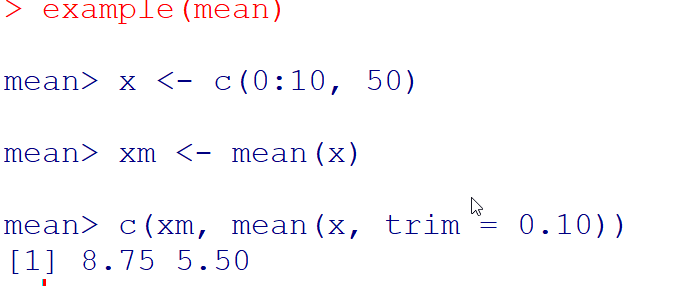 > example(mean)
mean> x <- c(0:10, 50)
mean> xm <- mean(x)
mean> c(xm, mean(x, trim = 0.10))
[1] 8.75 5.50